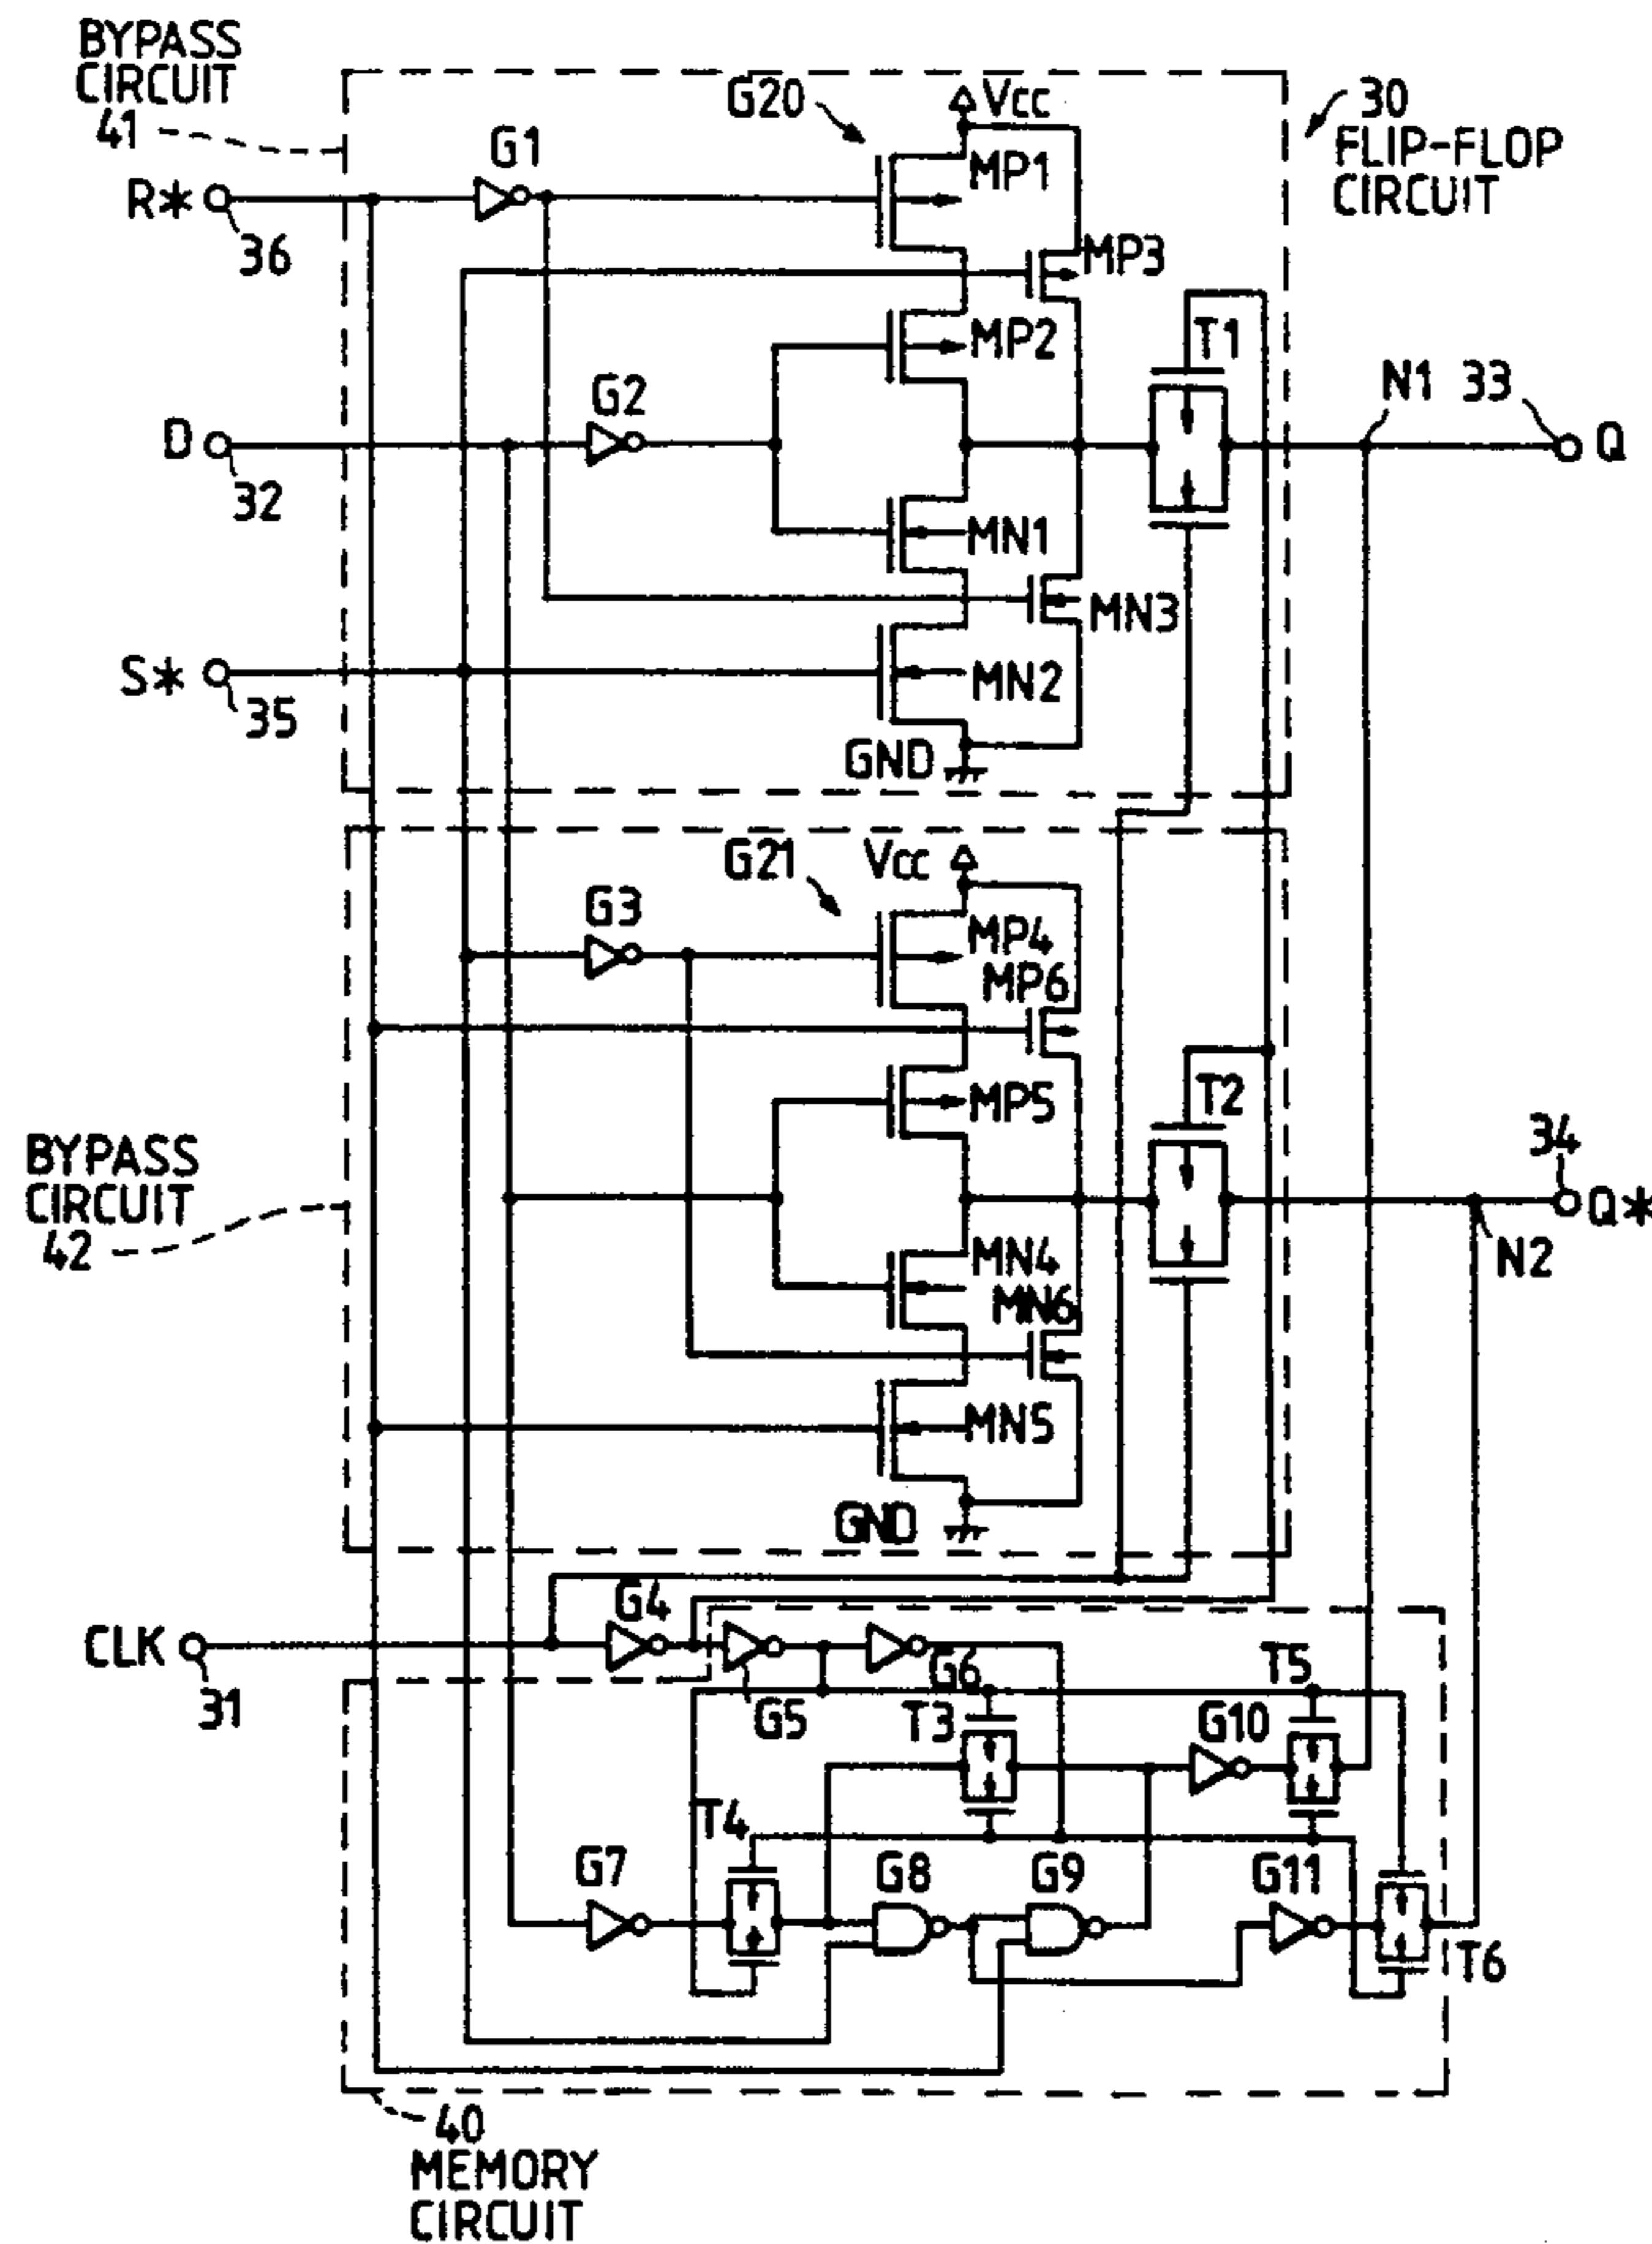 BYPASS
CIRCUIT
41
G20
VCC
30
FLIP-FLOP
CIRCUIT
G1
MP1
R*
36
MP3
MP2
T1
G2
N1
33
D
Q
32
MN1
MN3
S*
MN2
35
GND
G21
VCC
G3
MP4
MP6
MP5
T2
BYPASS
CIRCUIT
42
34
Q*
N2
MN4
MN6
MN5
GND
G4
CLK
31
G5
G6
T5
T3
G10
T4
G7
G8
G9
G11
T6
40
MEMORY
CIRCUIT